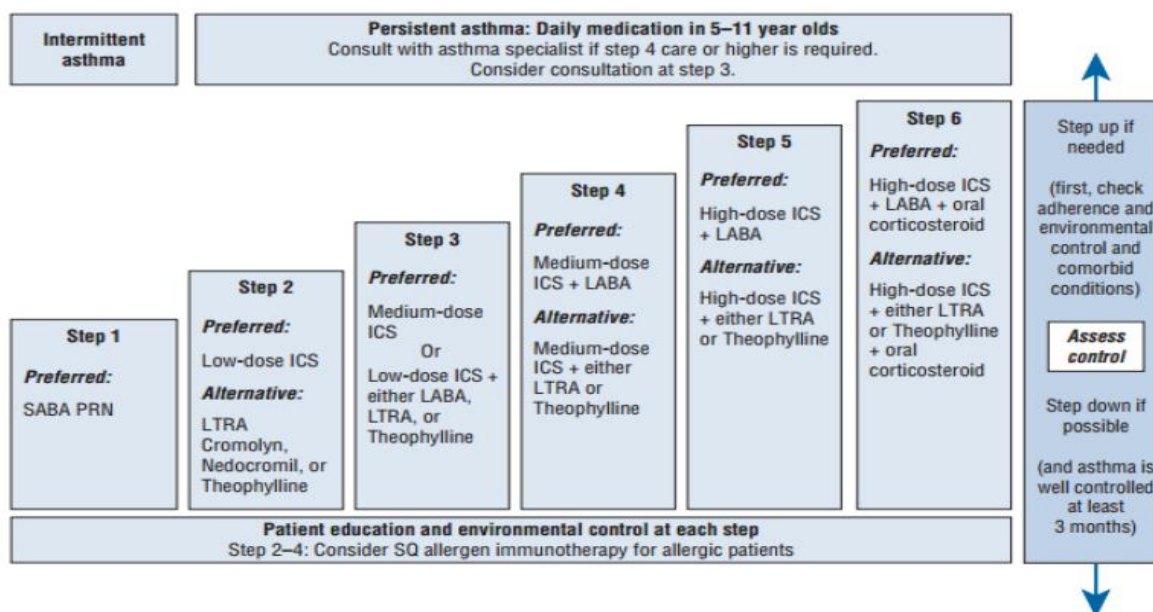 Intermittent
asthma
Persistent asthma: Daily medication in 5–11 year olds
Consult with asthma specialist if step 4 care or higher is required.
Consider consultation at step 3.
Step 1
Preferred:
SABA PRN
Step 2
Preferred:
Low-dose ICS
Alternative:
LTRA
Cromolyn,
Nedocromil, or
Theophylline
Step 3
Preferred:
Medium-dose
ICS
Or
Low-dose ICS +
either LABA,
LTRA, or
Theophylline
Step 4
Preferred:
Medium-dose
ICS + LABA
Alternative:
Medium-dose
ICS + either
LTRA or
Theophylline
Step 5
Preferred:
High-dose ICS
+ LABA
Alternative:
High-dose ICS
+ either LTRA
or Theophylline
Step 6
Preferred:
High-dose ICS
+ LABA + oral
corticosteroid
Alternative:
High-dose ICS
+ either LTRA
or Theophylline
+ oral
corticosteroid
Step up if
needed
(first, check
adherence and
environmental
control and
comorbid
conditions)
Assess
control
Step down if
possible
(and asthma is
well controlled
at least
3 months)
Patient education and environmental control at each step
Step 2–4: Consider SQ allergen immunotherapy for allergic patients